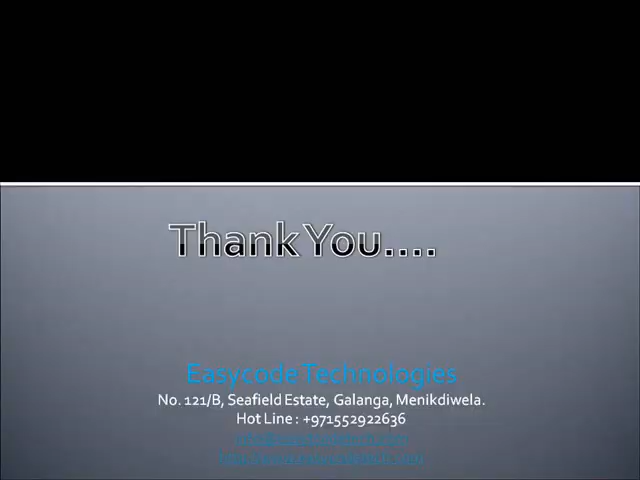 Thank You....
Easycode Technologies
No. 121/B, Seafield Estate, Galanga, Menikdiwela.
Hot Line : +971552922636